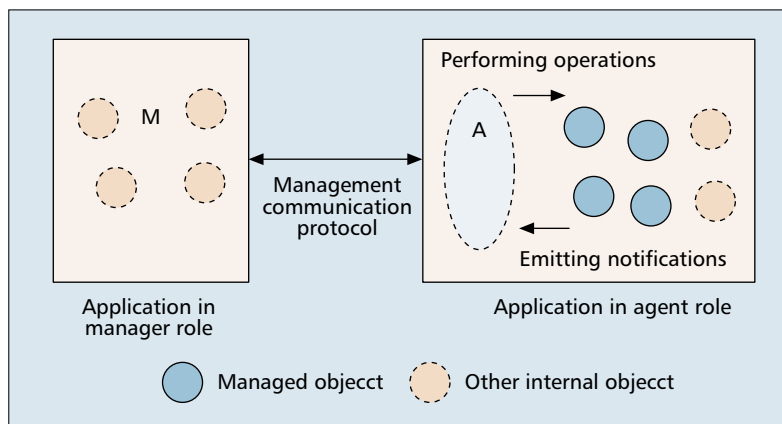 Performing operations
M
A
Management
communication
protocol
Emitting notifications
Application in
manager role
Application in agent role
Managed objecct
Other internal objecct